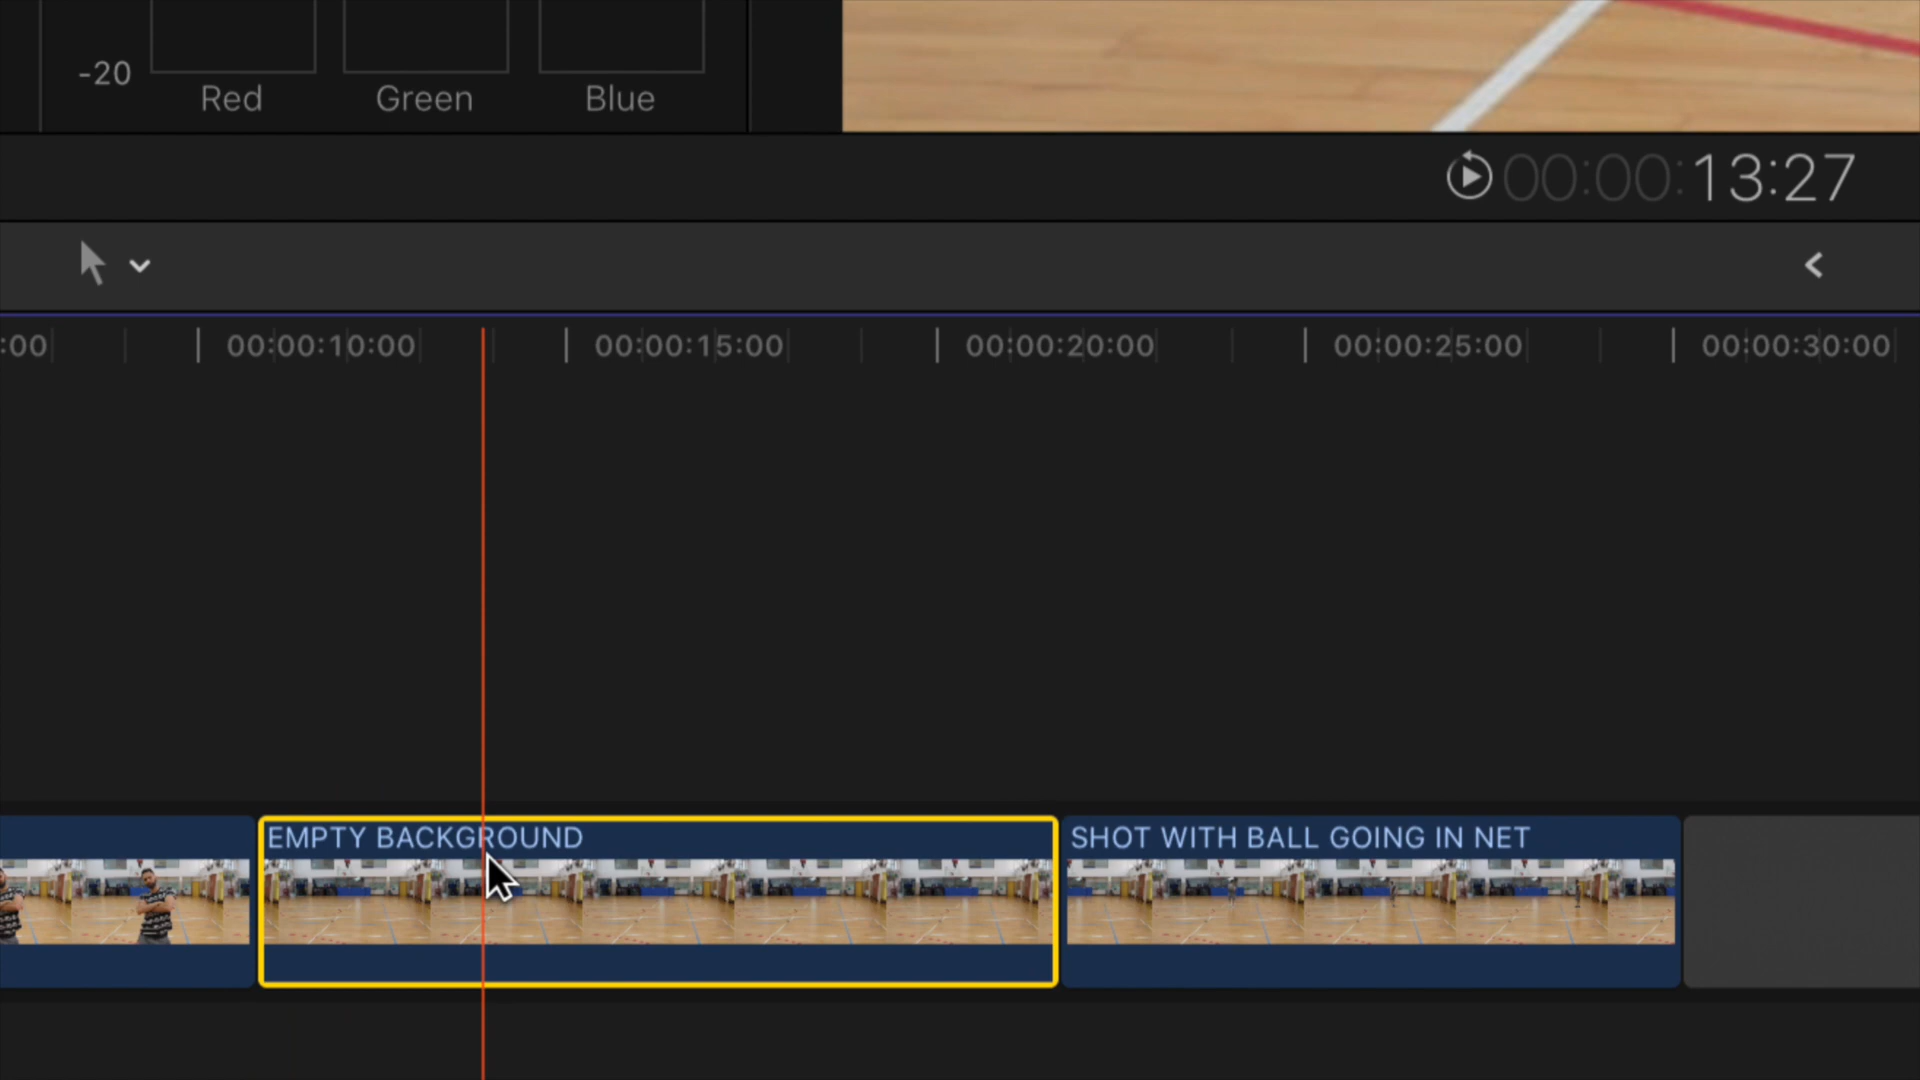 -20
Red Green Blue
00:00:13:27
:00 00:00:10:00 00:00:15:00 00:00:20:00 00:00:25:00 00:00:30:00
EMPTY BACKGROUND SHOT WITH BALL GOING IN NET